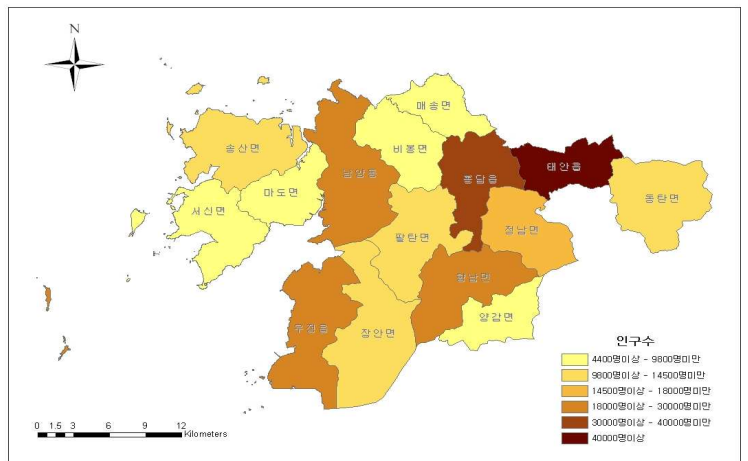 N
매송면
송산면
비봉면
남양읍
봉담읍
태안읍
마도면
서신면
동탄면
팔탄면
정남면
향남면
우정읍
장안면
양감면
인구수
4400명이상 - 9800명미만
9800명이상 - 14500명미만
14500명이상 - 18000명미만
18000명이상 - 30000명미만
30000명이상 - 40000명미만
40000명이상
0 1.5 3 6 9 12
Kilometers